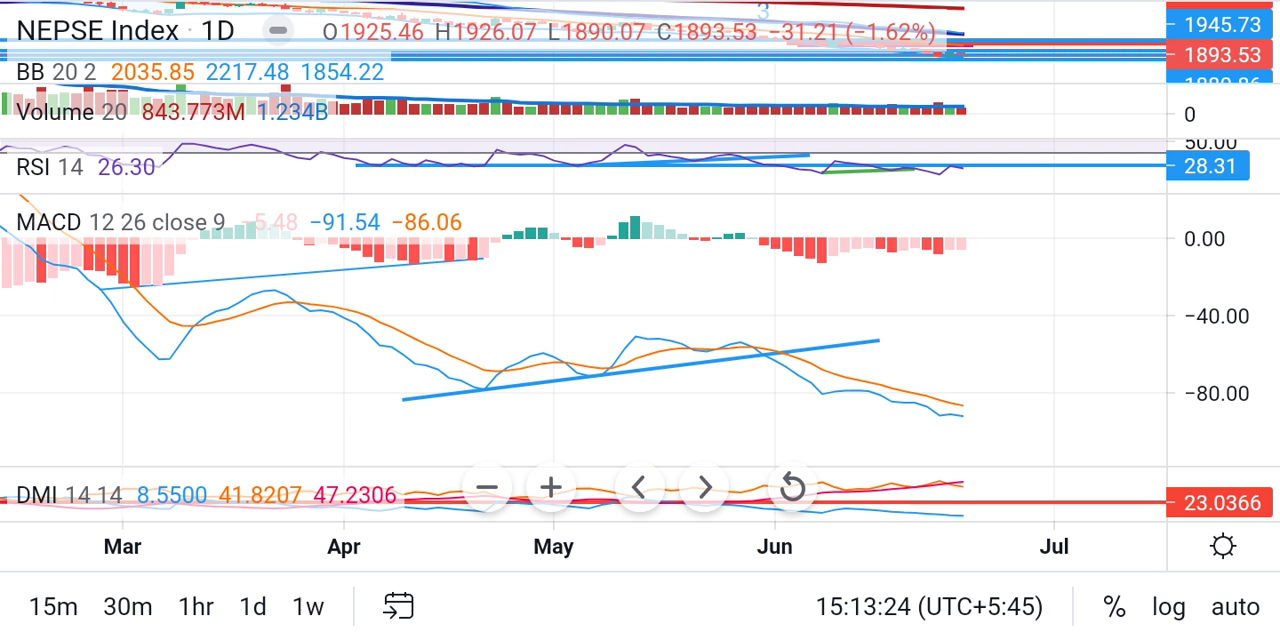 3
NEPSE Index · 1D O1925.46 H1926.07 L1890.07 C1893.53 −31.21 (−1.62%)
1945.73
1893.53
BB 20 2 2035.85 2217.48 1854.22
Volume 20 843.773M 1.234B
0
50.00
RSI 14 26.30
28.31
MACD 12 26 close 9 −5.48 −91.54 −86.06
0.00
−40.00
−80.00
DMI 14 14 8.5500 41.8207 47.2306
23.0366
Mar Apr May Jun Jul
15m 30m 1hr 1d 1w 15:13:24 (UTC+5:45) % log auto